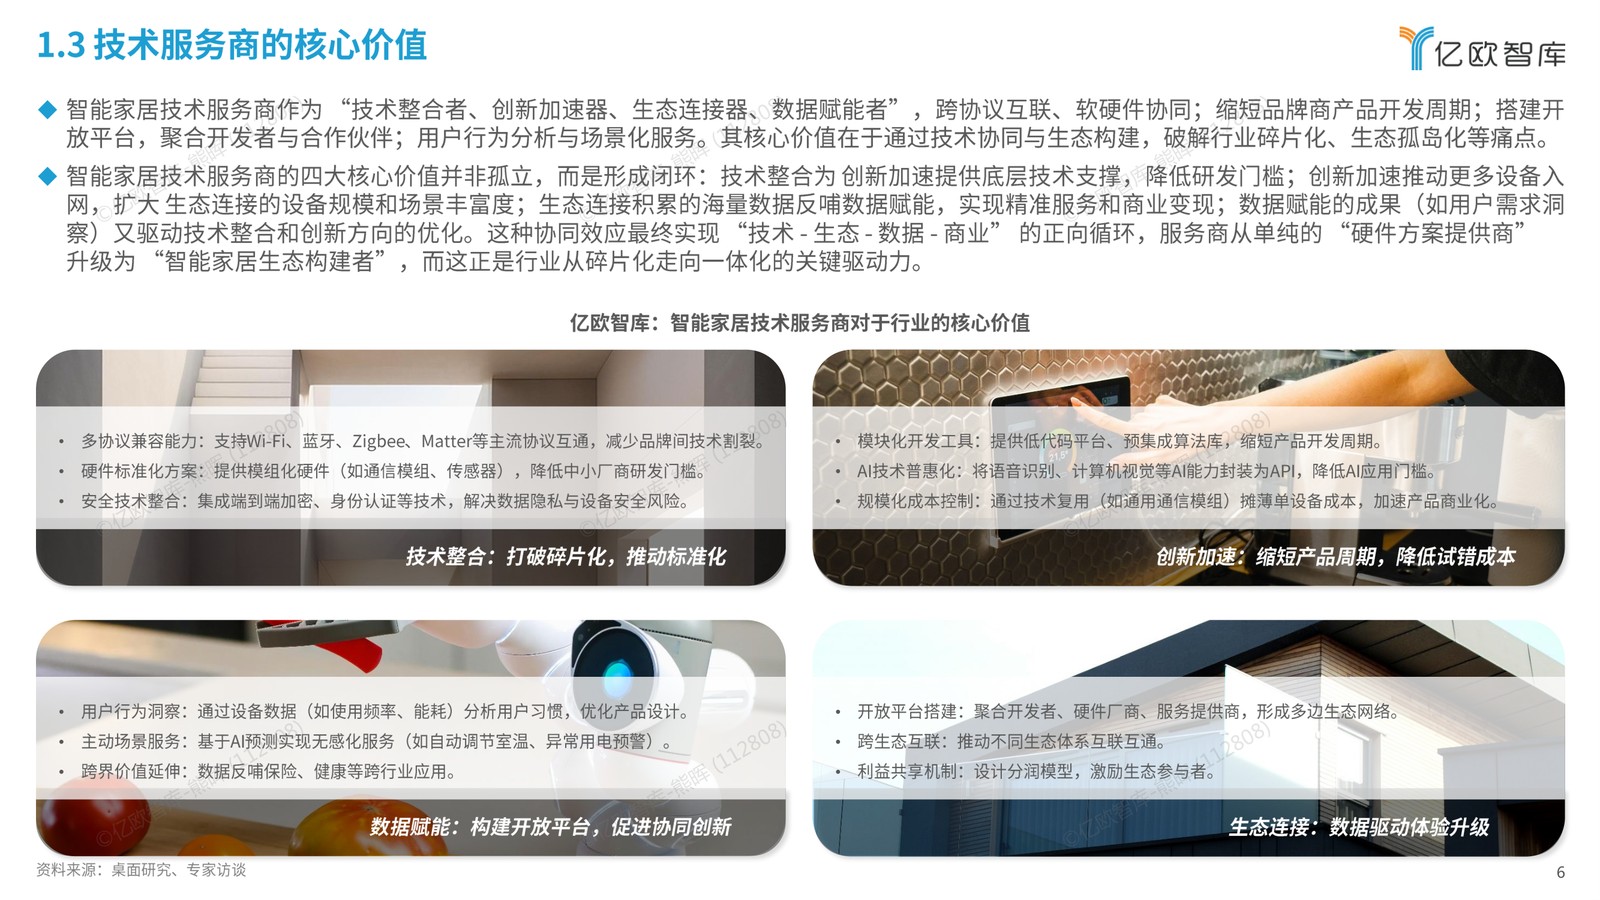 1.3 技术服务商的核心价值
亿欧智库
◆ 智能家居技术服务商作为 “技术整合者、创新加速器、生态连接器、数据赋能者” ，跨协议互联、软硬件协同；缩短品牌商产品开发周期；搭建开
放平台，聚合开发者与合作伙伴；用户行为分析与场景化服务。其核心价值在于通过技术协同与生态构建，破解行业碎片化、生态孤岛化等痛点。
◆ 智能家居技术服务商的四大核心价值并非孤立，而是形成闭环：技术整合为 创新加速提供底层技术支撑，降低研发门槛；创新加速推动更多设备入
网，扩大 生态连接的设备规模和场景丰富度；生态连接积累的海量数据反哺数据赋能，实现精准服务和商业变现；数据赋能的成果（如用户需求洞
察）又驱动技术整合和创新方向的优化。这种协同效应最终实现 “技术 - 生态 - 数据 - 商业” 的正向循环，服务商从单纯的 “硬件方案提供商”
升级为 “智能家居生态构建者” ，而这正是行业从碎片化走向一体化的关键驱动力。
亿欧智库：智能家居技术服务商对于行业的核心价值
• 多协议兼容能力：支持Wi-Fi、蓝牙、Zigbee、Matter等主流协议互通，减少品牌间技术割裂。
• 硬件标准化方案：提供模组化硬件（如通信模组、传感器），降低中小厂商研发门槛。
• 安全技术整合：集成端到端加密、身份认证等技术，解决数据隐私与设备安全风险。
技术整合：打破碎片化，推动标准化
• 模块化开发工具：提供低代码平台、预集成算法库，缩短产品开发周期。
• AI技术普惠化：将语音识别、计算机视觉等AI能力封装为API，降低AI应用门槛。
• 规模化成本控制：通过技术复用（如通用通信模组）摊薄单设备成本，加速产品商业化。
创新加速：缩短产品周期，降低试错成本
• 用户行为洞察：通过设备数据（如使用频率、能耗）分析用户习惯，优化产品设计。
• 主动场景服务：基于AI预测实现无感化服务（如自动调节室温、异常用电预警）。
• 跨界价值延伸：数据反哺保险、健康等跨行业应用。
数据赋能：构建开放平台，促进协同创新
• 开放平台搭建：聚合开发者、硬件厂商、服务提供商，形成多边生态网络。
• 跨生态互联：推动不同生态体系互联互通。
• 利益共享机制：设计分润模型，激励生态参与者。
生态连接：数据驱动体验升级
资料来源：桌面研究、专家访谈
6